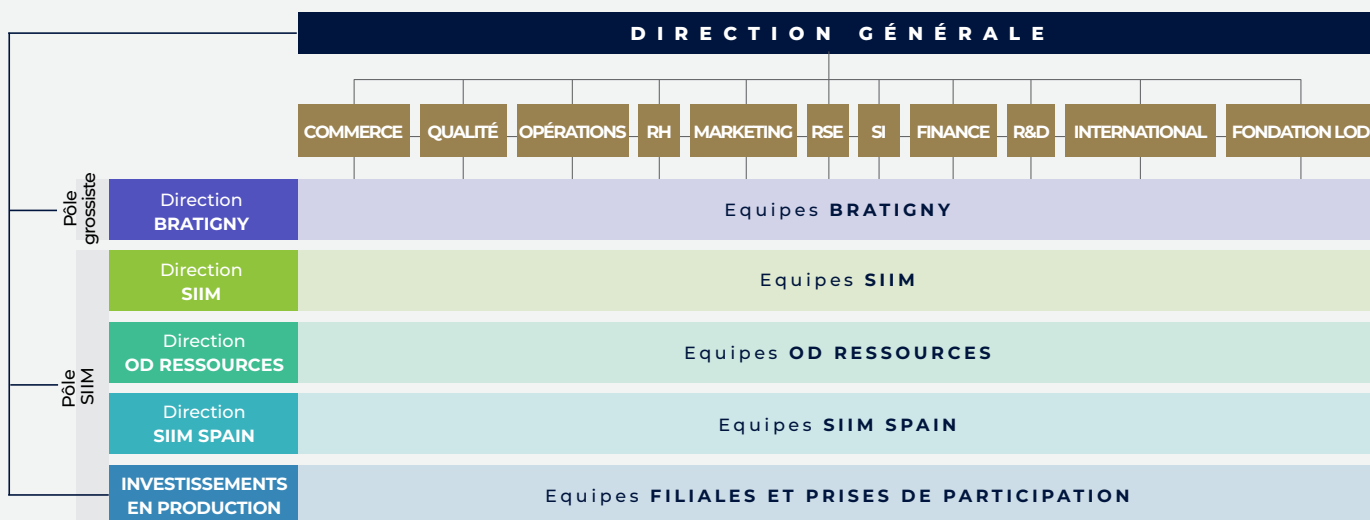 DIRECTION GÉNÉRALE
COMMERCE QUALITÉ OPÉRATIONS RH MARKETING RSE SI FINANCE R&D INTERNATIONAL FONDATION LOD
Pôle
grossiste
Direction
BRATIGNY
Equipes BRATIGNY
Pôle
SIIM
Direction
SIIM
Equipes SIIM
Direction
OD RESSOURCES
Equipes OD RESSOURCES
Direction
SIIM SPAIN
Equipes SIIM SPAIN
INVESTISSEMENTS
EN PRODUCTION
Equipes FILIALES ET PRISES DE PARTICIPATION